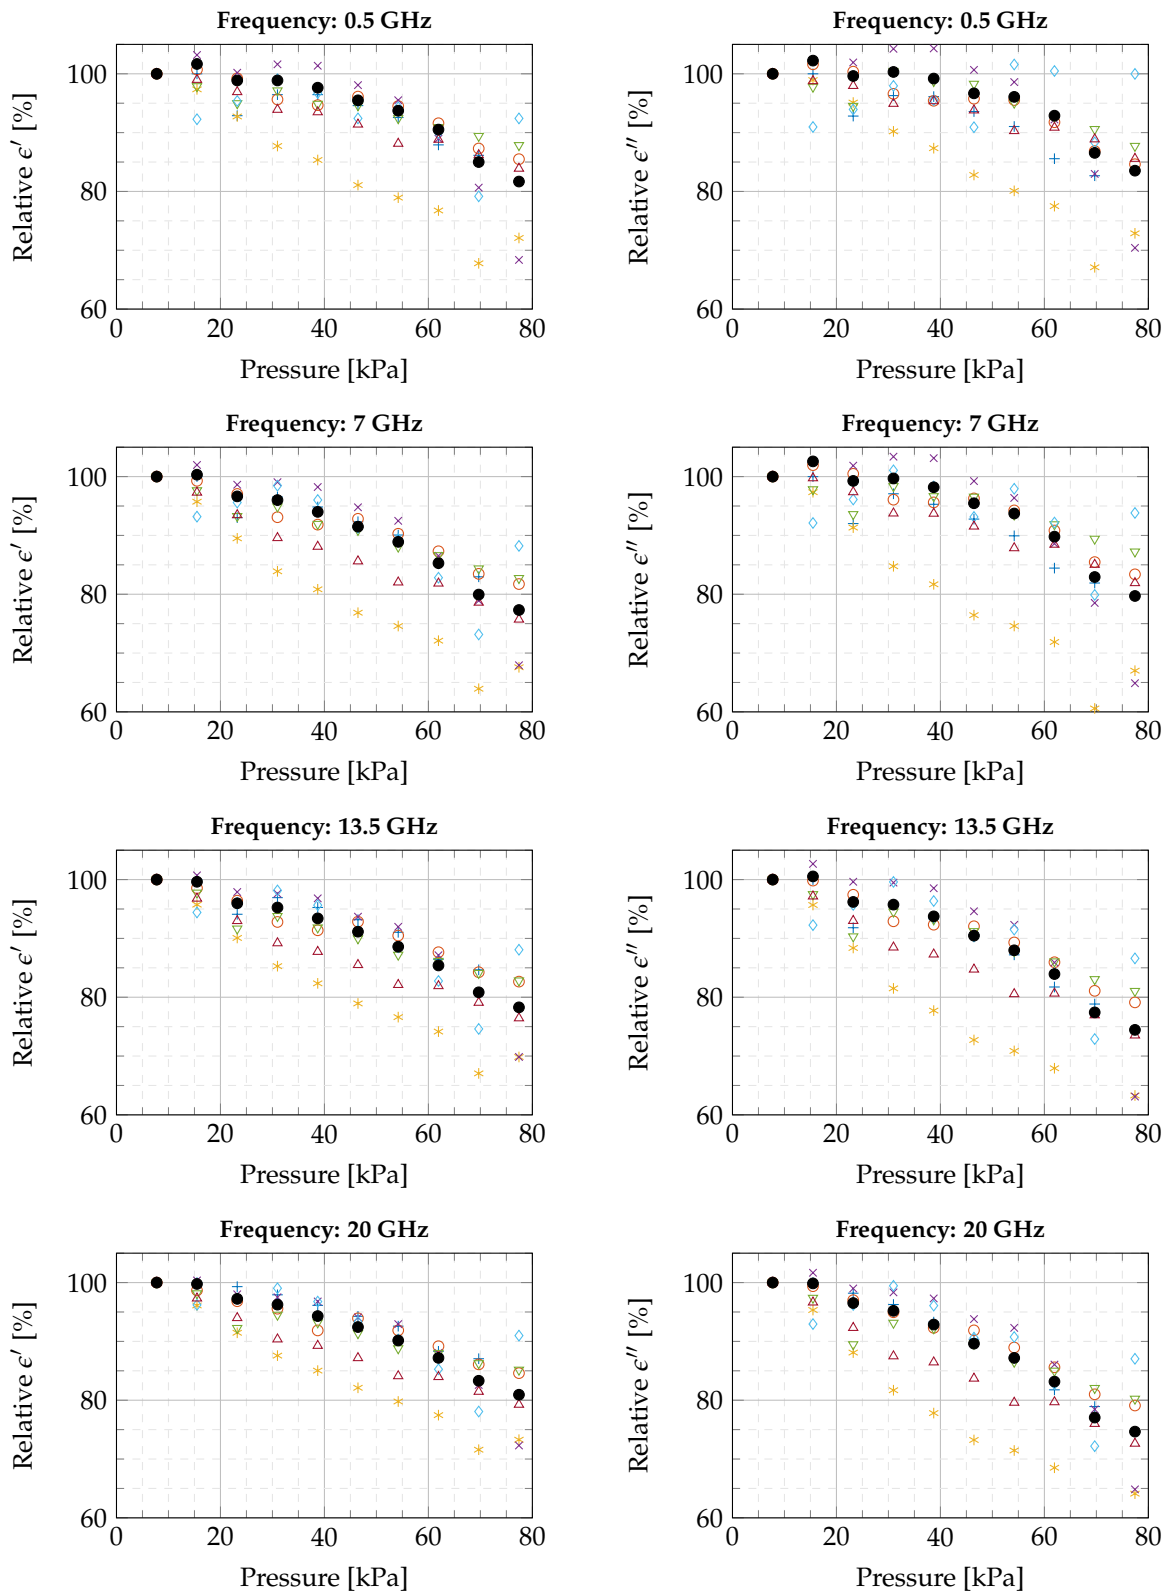 Frequency: 0.5 GHz
100
80
60
0 20 40 60 80
Relative ϵ′ [%]
Pressure [kPa]
Frequency: 0.5 GHz
100
80
60
0 20 40 60 80
Relative ϵ′′ [%]
Pressure [kPa]
Frequency: 7 GHz
100
80
60
0 20 40 60 80
Relative ϵ′ [%]
Pressure [kPa]
Frequency: 7 GHz
100
80
60
0 20 40 60 80
Relative ϵ′′ [%]
Pressure [kPa]
Frequency: 13.5 GHz
100
80
60
0 20 40 60 80
Relative ϵ′ [%]
Pressure [kPa]
Frequency: 13.5 GHz
100
80
60
0 20 40 60 80
Relative ϵ′′ [%]
Pressure [kPa]
Frequency: 20 GHz
100
80
60
0 20 40 60 80
Relative ϵ′ [%]
Pressure [kPa]
Frequency: 20 GHz
100
80
60
0 20 40 60 80
Relative ϵ′′ [%]
Pressure [kPa]